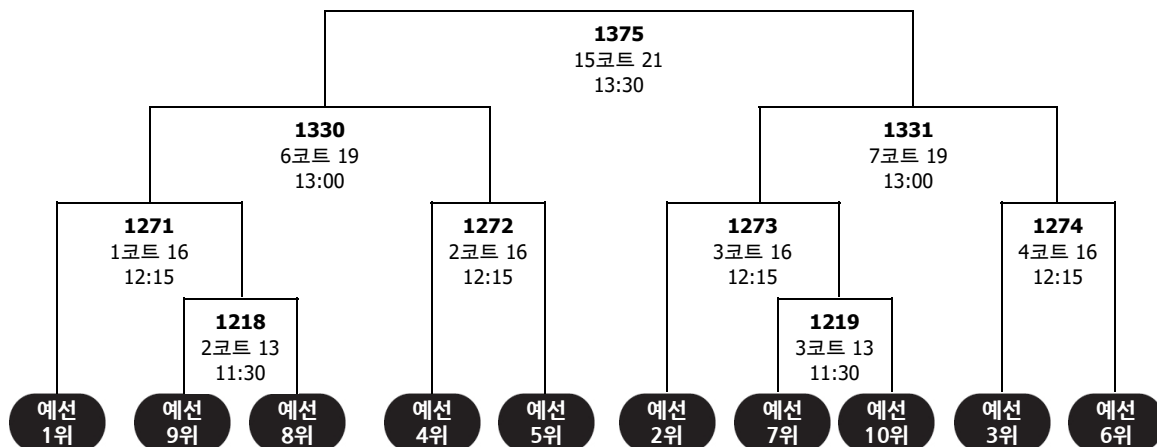 1375
15코트 21
13:30
1330
6코트 19
13:00
1331
7코트 19
13:00
1271
1코트 16
12:15
1272
2코트 16
12:15
1273
3코트 16
12:15
1274
4코트 16
12:15
1218
2코트 13
11:30
1219
3코트 13
11:30
예선
1위
예선
9위
예선
8위
예선
4위
예선
5위
예선
2위
예선
7위
예선
10위
예선
3위
예선
6위